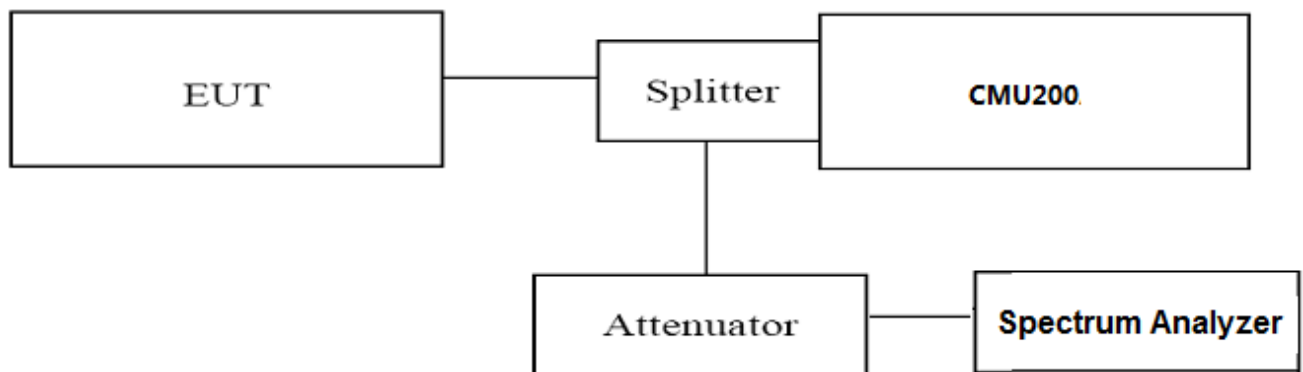 EUT
Splitter
CMU200
Attenuator
Spectrum Analyzer